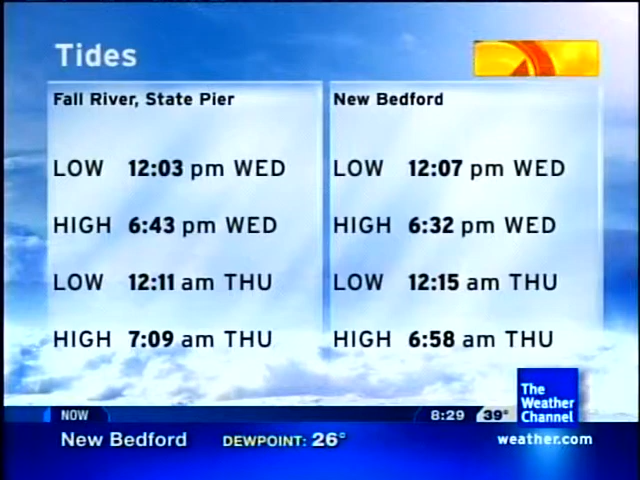 Tides
Fall River, State Pier
LOW 12:03 pm WED
HIGH 6:43 pm WED
LOW 12:11 am THU
HIGH 7:09 am THU
New Bedford
LOW 12:07 pm WED
HIGH 6:32 pm WED
LOW 12:15 am THU
HIGH 6:58 am THU
NOW
8:29 39°
The
Weather
Channel
New Bedford DEWPOINT: 26°
weather.com